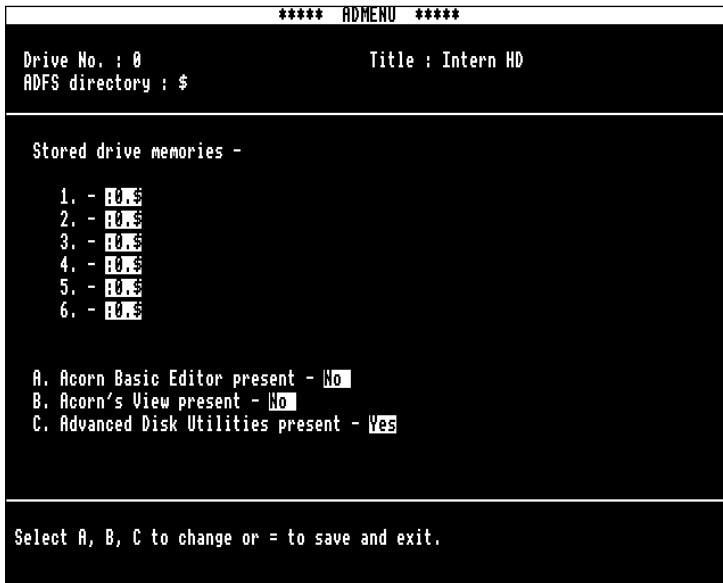 ***** ADMENU *****
Drive No. : 0 Title : Intern HD
ADFS directory : $
Stored drive memories -
1. - :0.$
2. - :0.$
3. - :0.$
4. - :0.$
5. - :0.$
6. - :0.$
A. Acorn Basic Editor present - No
B. Acorn's View present - No
C. Advanced Disk Utilities present - Yes
Select A, B, C to change or = to save and exit.